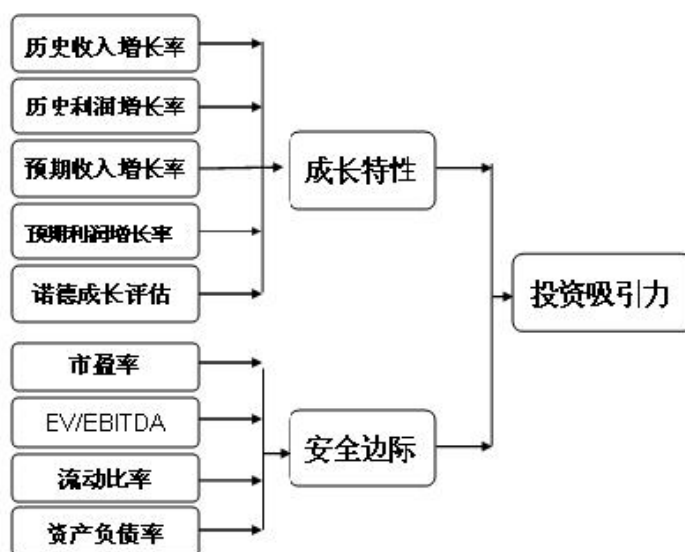 历史收入增长率
历史利润增长率
预期收入增长率
预期利润增长率
诺德成长评估
成长特性
市盈率
EV/EBITDA
流动比率
资产负债率
安全边际
投资吸引力